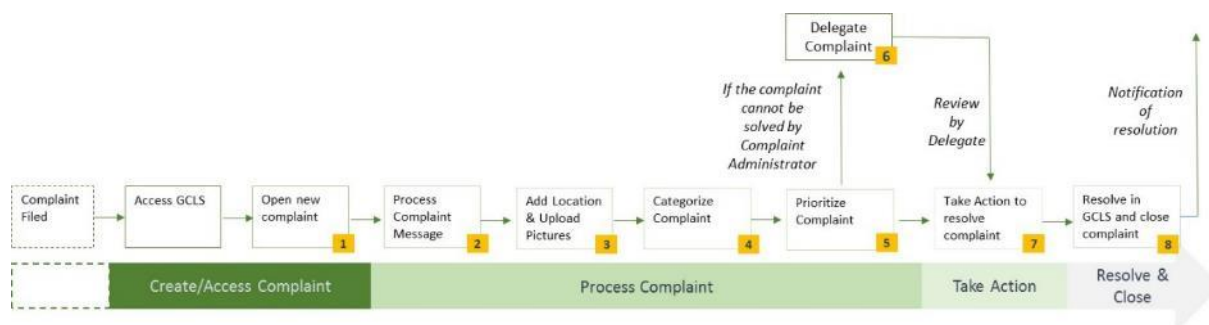 Delegate
Complaint
6
If the complaint
cannot be
solved by
Complaint
Administrator
Review
by
Delegate
Notification
of
resolution
Complaint
Filed
Access GCLS
Open new
complaint
1
Process
Complaint
Message
2
Add Location
& Upload
Pictures
3
Categorize
Complaint
4
Prioritize
Complaint
5
Take Action to
resolve
complaint
7
Resolve in
GCLS and close
complaint
8
Create/Access Complaint
Process Complaint
Take Action
Resolve &
Close